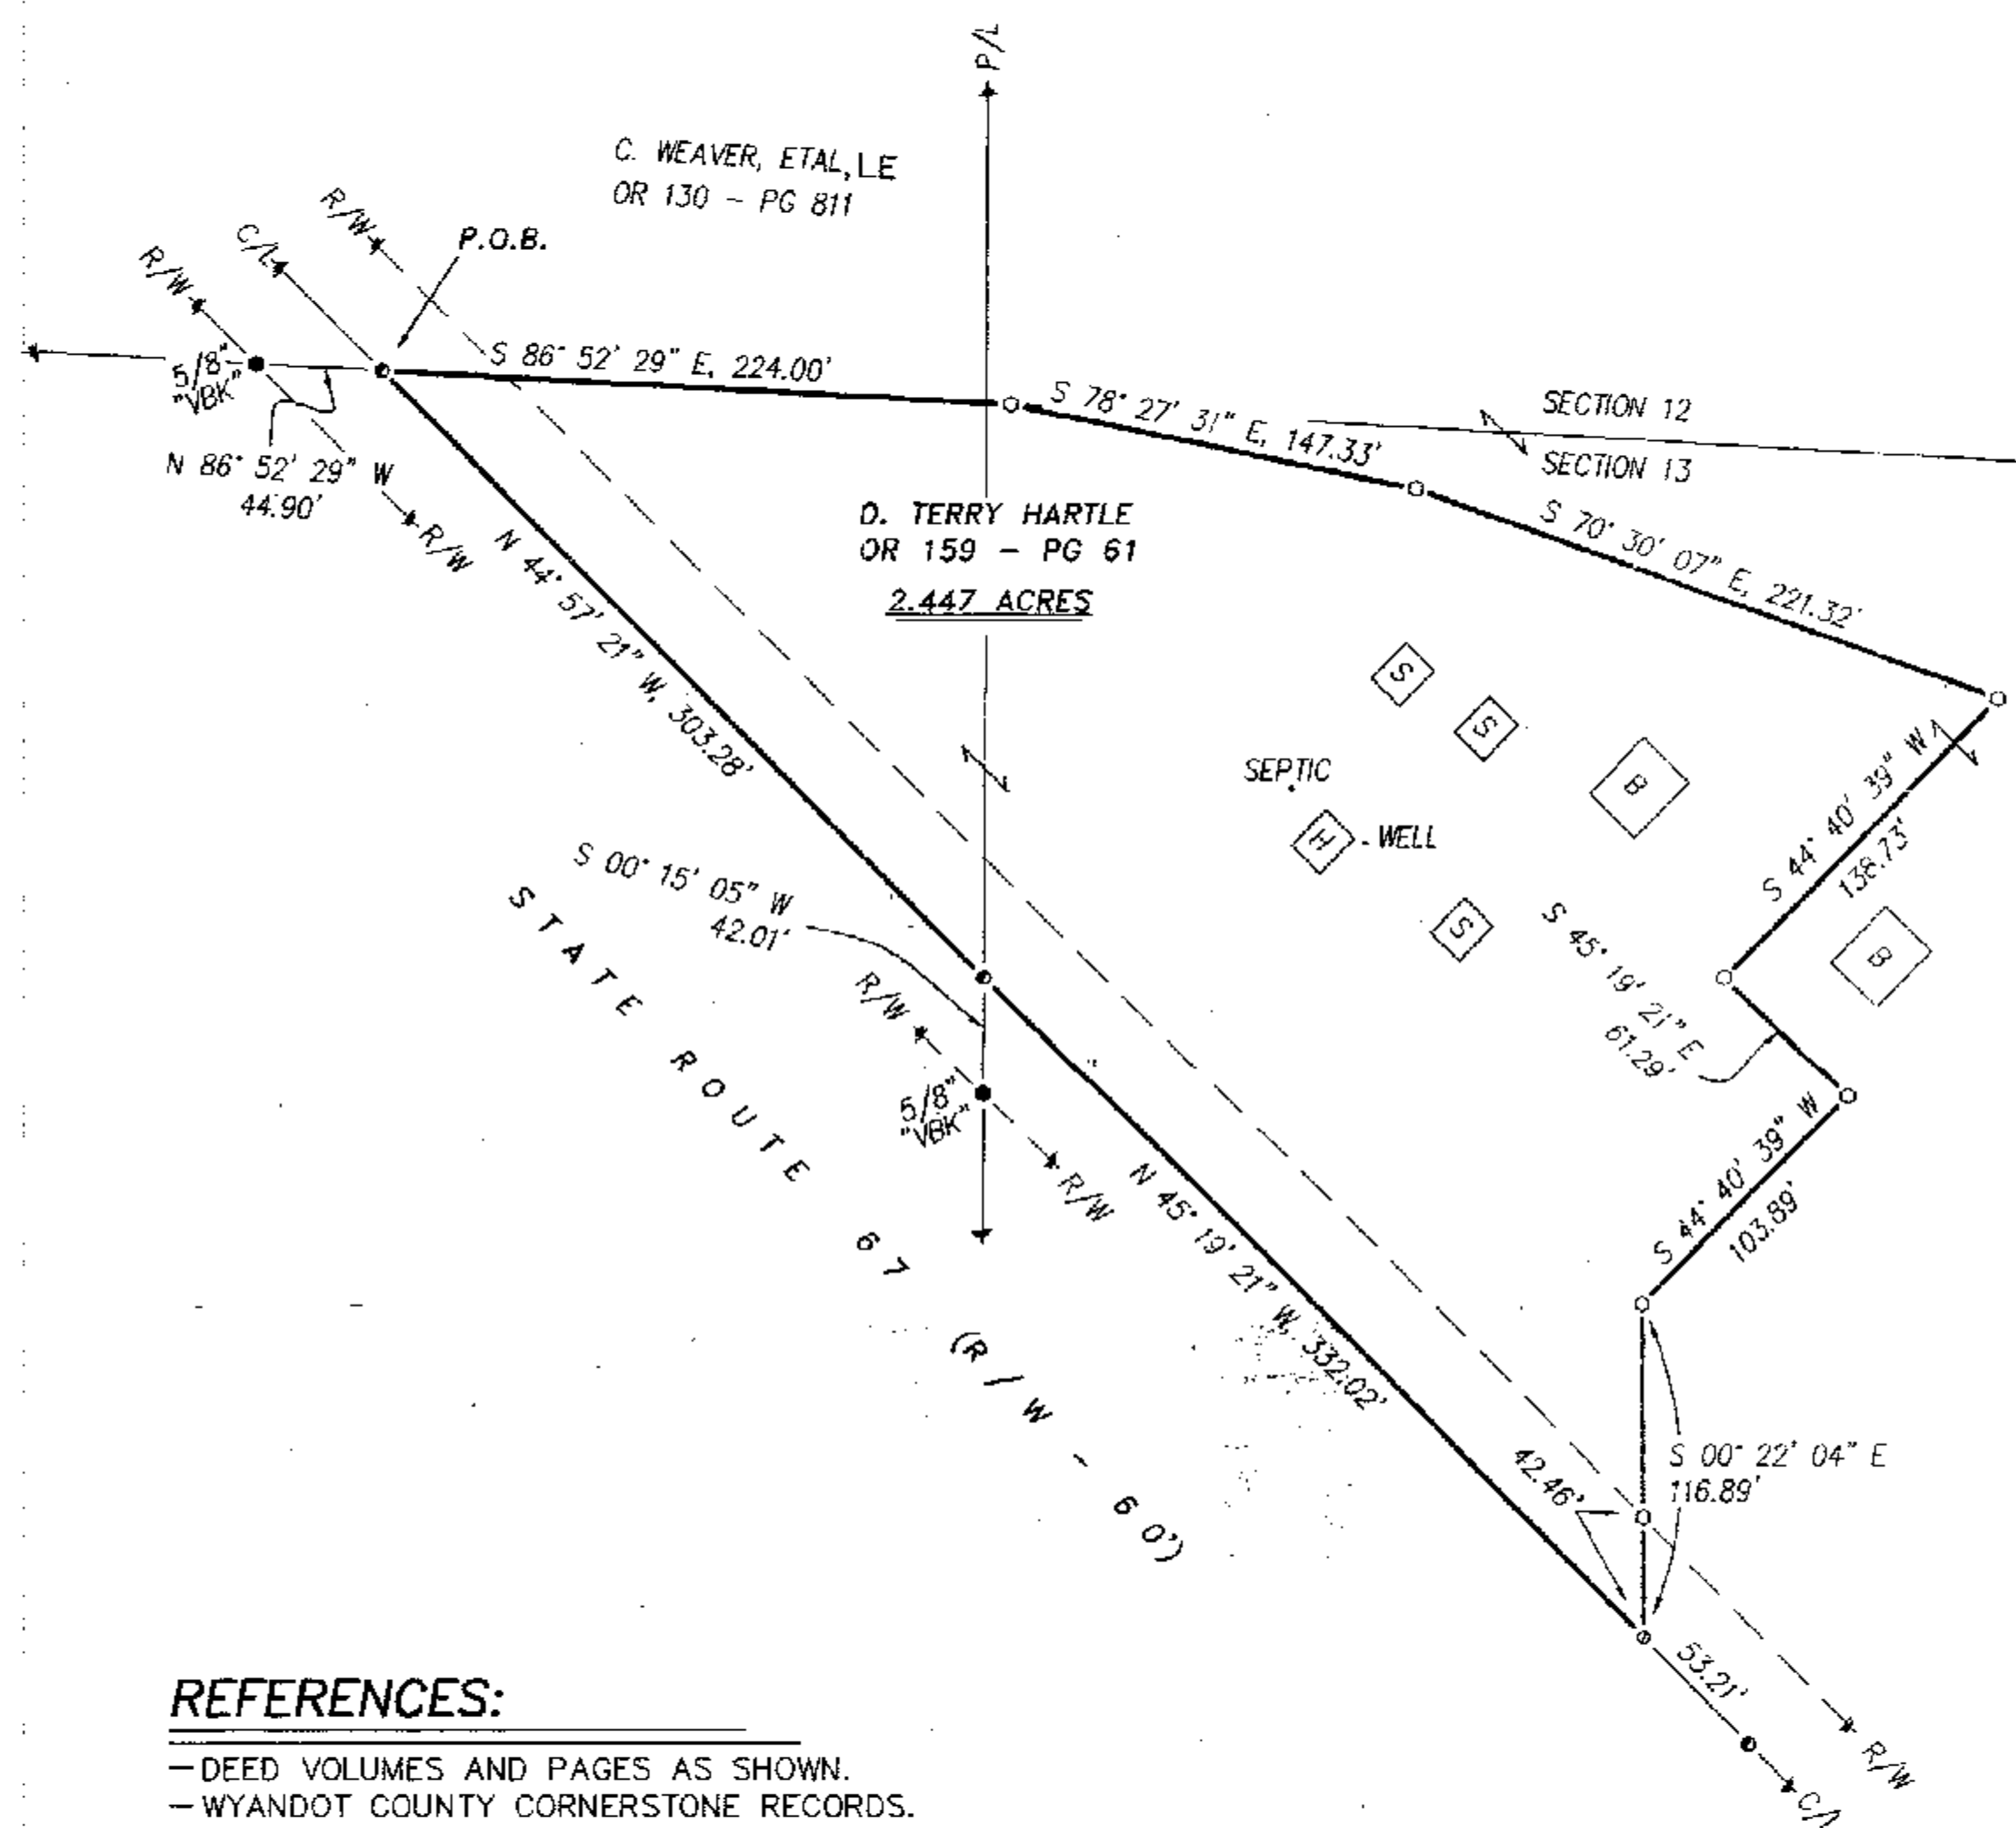 P/L
C. WEAVER, ETAL, LE
OR 130 - PG 811
R/W
C/L
R/W
P.O.B.
5/8"
"VBK"
S 86° 52' 29" E, 224.00'
S 78° 27' 31" E, 147.33'
SECTION 12
SECTION 13
N 86° 52' 29" W
44.90'
R/W
S 70° 30' 07" E, 221.32'
D. TERRY HARTLE
OR 159 - PG 61
2.447 ACRES
N 44° 57' 21" W, 303.28'
S
S
B
SEPTIC
H
- WELL
S 44° 40' 39" W
138.73'
S
B
S 00° 15' 05" W
42.01'
S 45° 19' 21" E
61.29'
R/W
5/8"
"VBK"
R/W
STATE ROUTE 67 (R/W - 60')
S 44° 40' 39" W
103.89'
N 45° 19' 21" W, 332.02'
42.46'
S 00° 22' 04" E
116.89'
53.21'
R/W
C/L
REFERENCES:
- DEED VOLUMES AND PAGES AS SHOWN.
- WYANDOT COUNTY CORNERSTONE RECORDS.